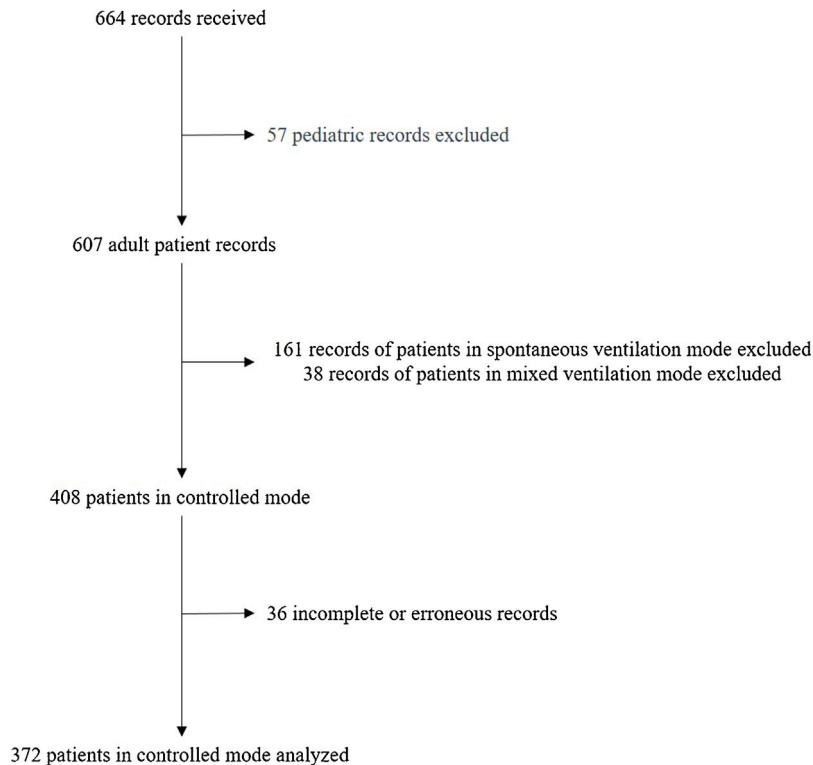 664 records received
57 pediatric records excluded
607 adult patient records
161 records of patients in spontaneous ventilation mode excluded
38 records of patients in mixed ventilation mode excluded
408 patients in controlled mode
36 incomplete or erroneous records
372 patients in controlled mode analyzed